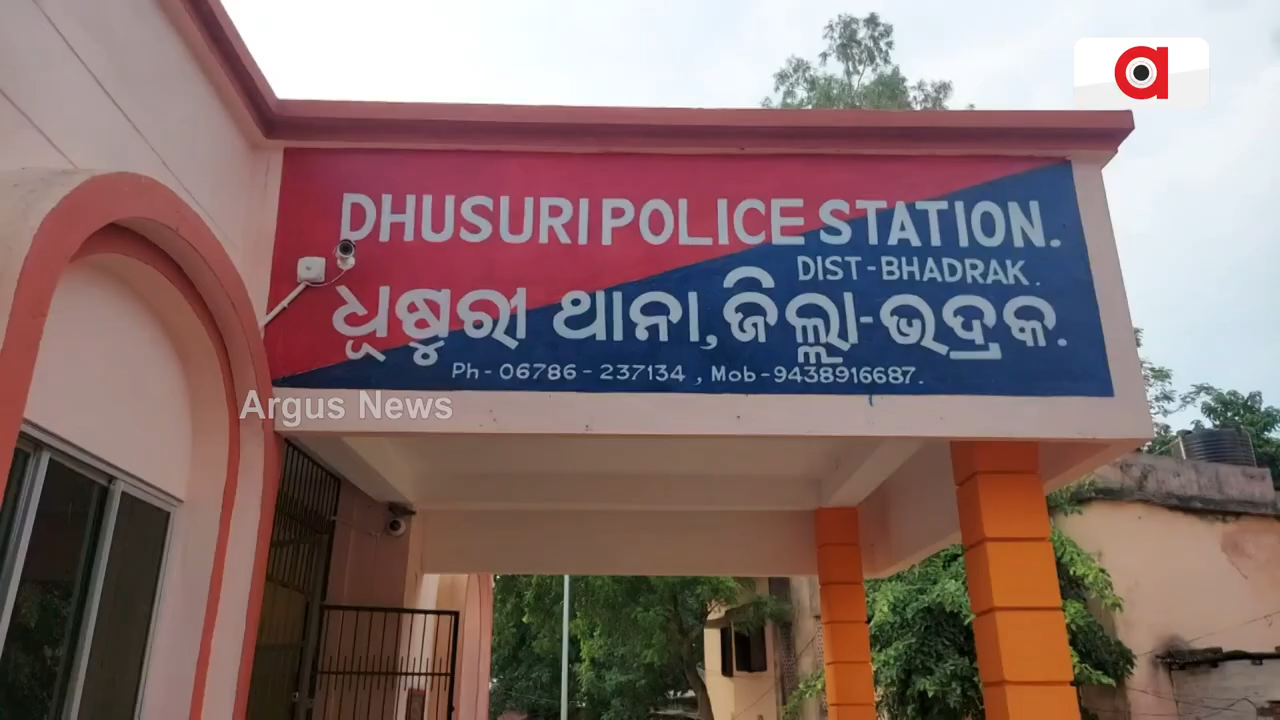 DHUSURI POLICE STATION.
DIST-BHADRAK.
ଧୂଷୁରୀ ଥାନା, ଜିଲ୍ଲା-ଭଦ୍ରକ.
Ph-06786-237134, Mob-9438916687.
Argus News